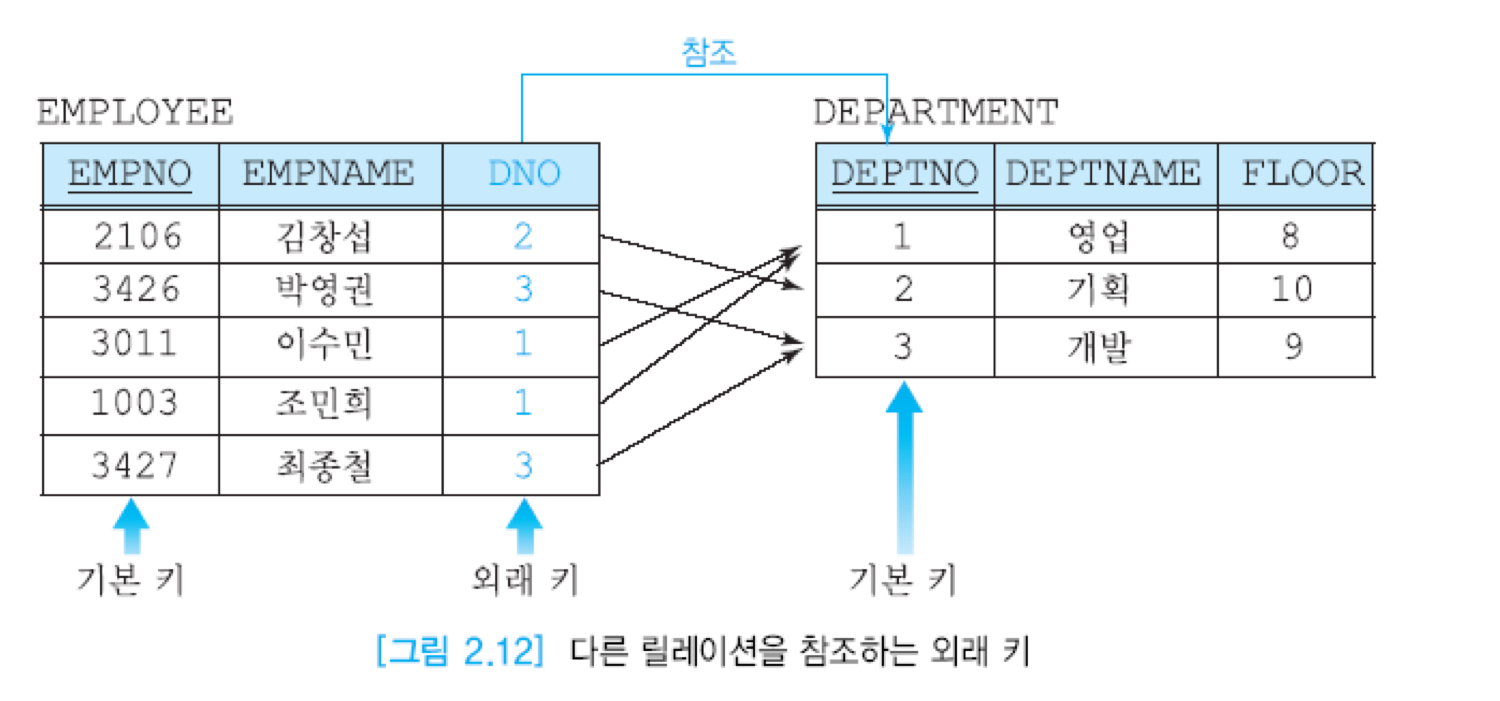 참조
EMPLOYEE
EMPNO EMPNAME DNO
2106 김창섭 2
3426 박영권 3
3011 이수민 1
1003 조민희 1
3427 최종철 3
기본 키 외래 키
DEPARTMENT
DEPTNO DEPTNAME FLOOR
1 영업 8
2 기획 10
3 개발 9
기본 키
[그림 2.12] 다른 릴레이션을 참조하는 외래 키